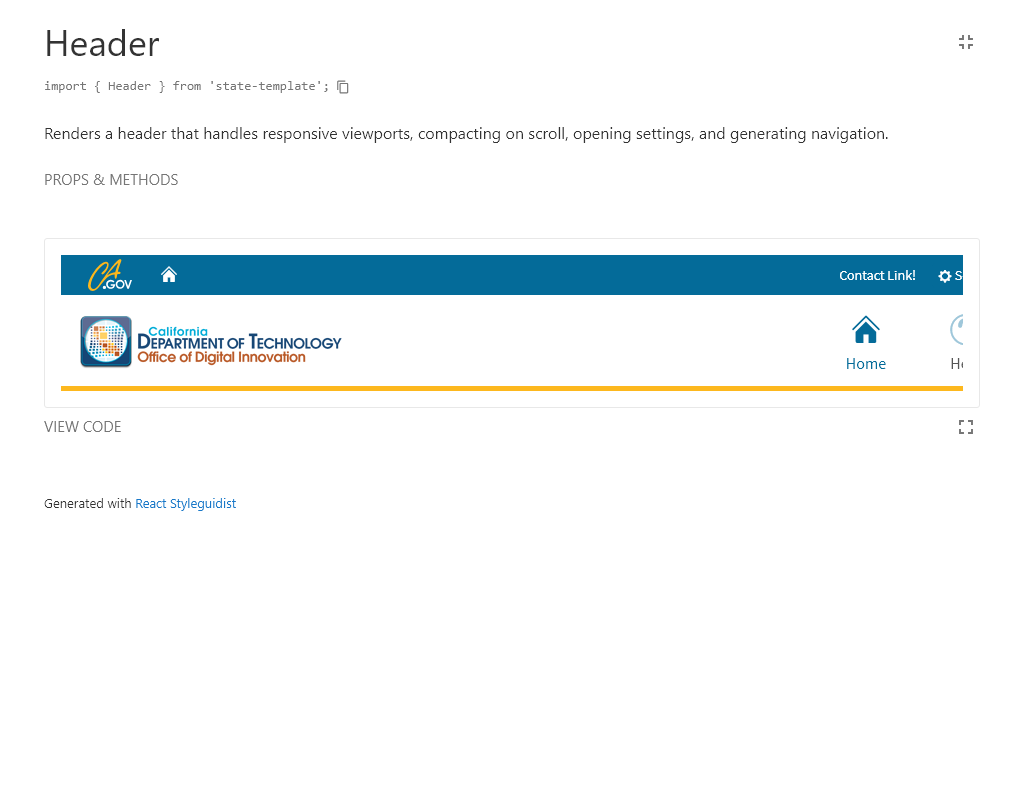 Header
import { Header } from 'state-template';
Renders a header that handles responsive viewports, compacting on scroll, opening settings, and generating navigation.
PROPS & METHODS
CA.GOV
Contact Link!
California
DEPARTMENT OF TECHNOLOGY
Office of Digital Innovation
Home
VIEW CODE
Generated with React Styleguidist